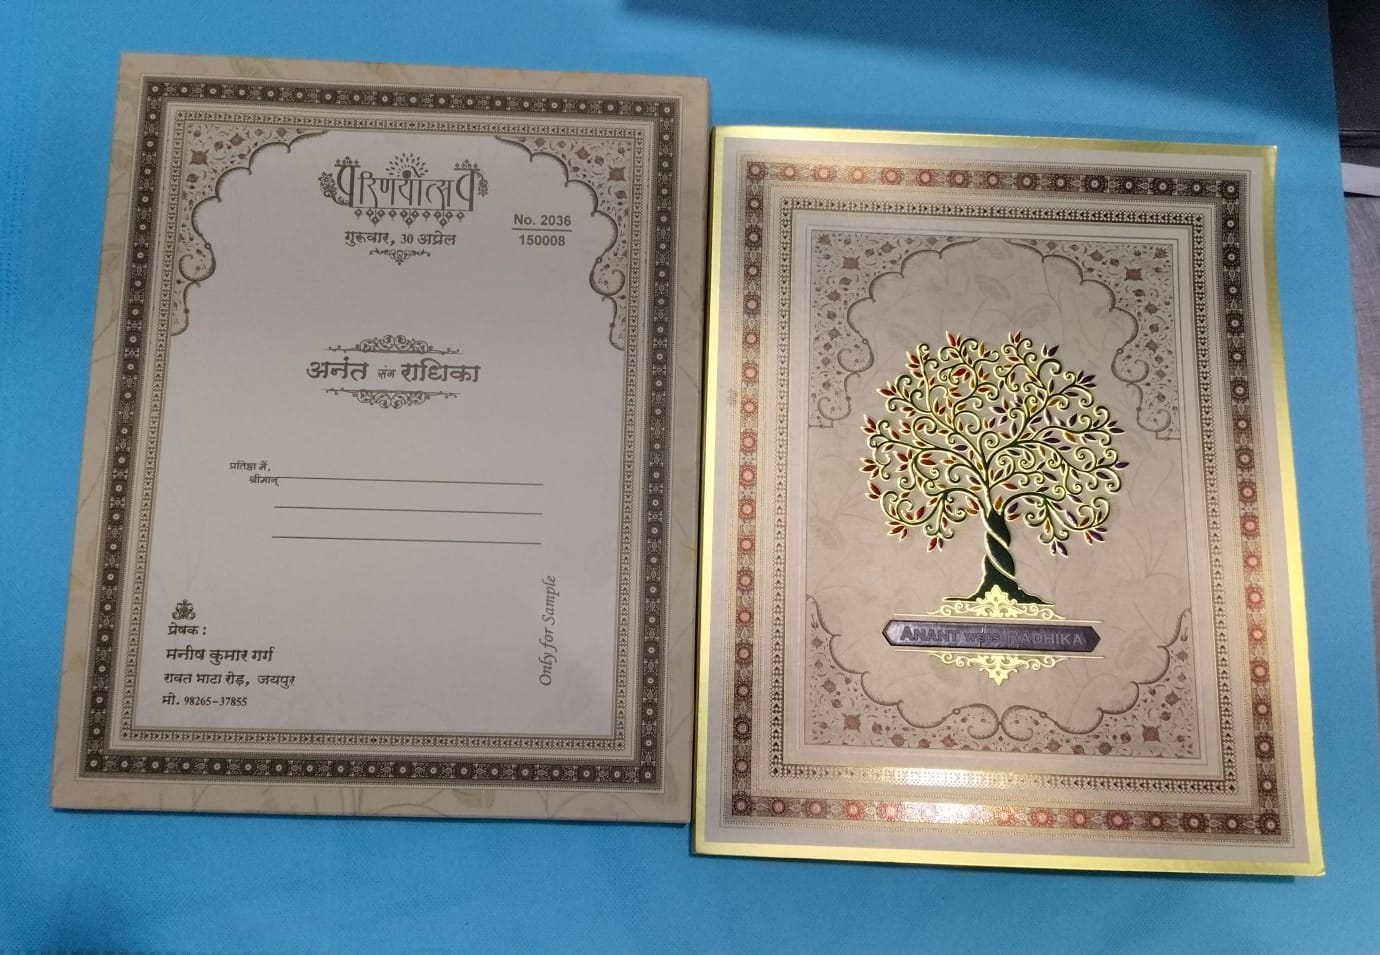 परिणयोत्सव
गुरूवार, 30 अप्रेल
No. 2036
150008
अनंत संग राधिका
प्रतिष्ठा में,
श्रीमान्
प्रेषक :
मनीष कुमार गर्ग
रावत भाटा रोड़, जयपुर
मो. 98265-37855
Only for Sample
ANANT WEDS RADHIKA